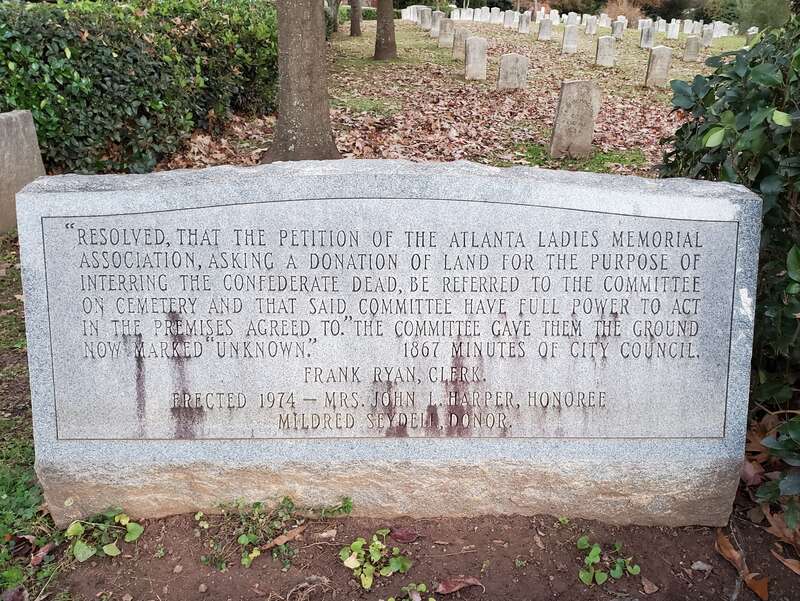 "RESOLVED, THAT THE PETITION OF THE ATLANTA LADIES MEMORIAL
ASSOCIATION, ASKING A DONATION OF LAND FOR THE PURPOSE OF
INTERRING THE CONFEDERATE DEAD, BE REFERRED TO THE COMMITTEE
ON CEMETERY AND THAT SAID COMMITTEE HAVE FULL POWER TO ACT
IN THE PREMISES AGREED TO." THE COMMITTEE GAVE THEM THE GROUND
NOW MARKED "UNKNOWN." 1867 MINUTES OF CITY COUNCIL.
FRANK RYAN, CLERK.
ERECTED 1974 – MRS. JOHN L. HARPER, HONOREE
MILDRED SEYDELL, DONOR.